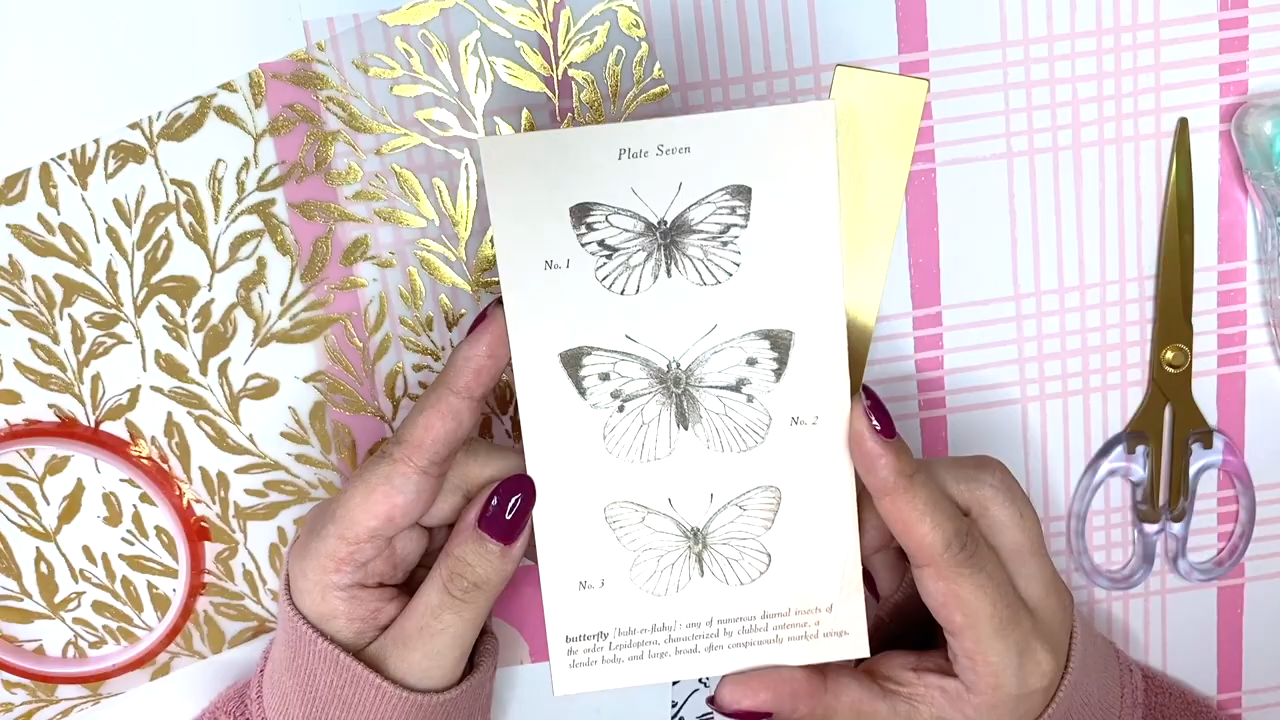 Plate Seven
No. 1
No. 2
No. 3
butterfly [buht-er-flahy] : any of numerous diurnal insects of
the order Lepidoptera, characterized by clubbed antennae, a
slender body, and large, broad, often conspicuously marked wings.